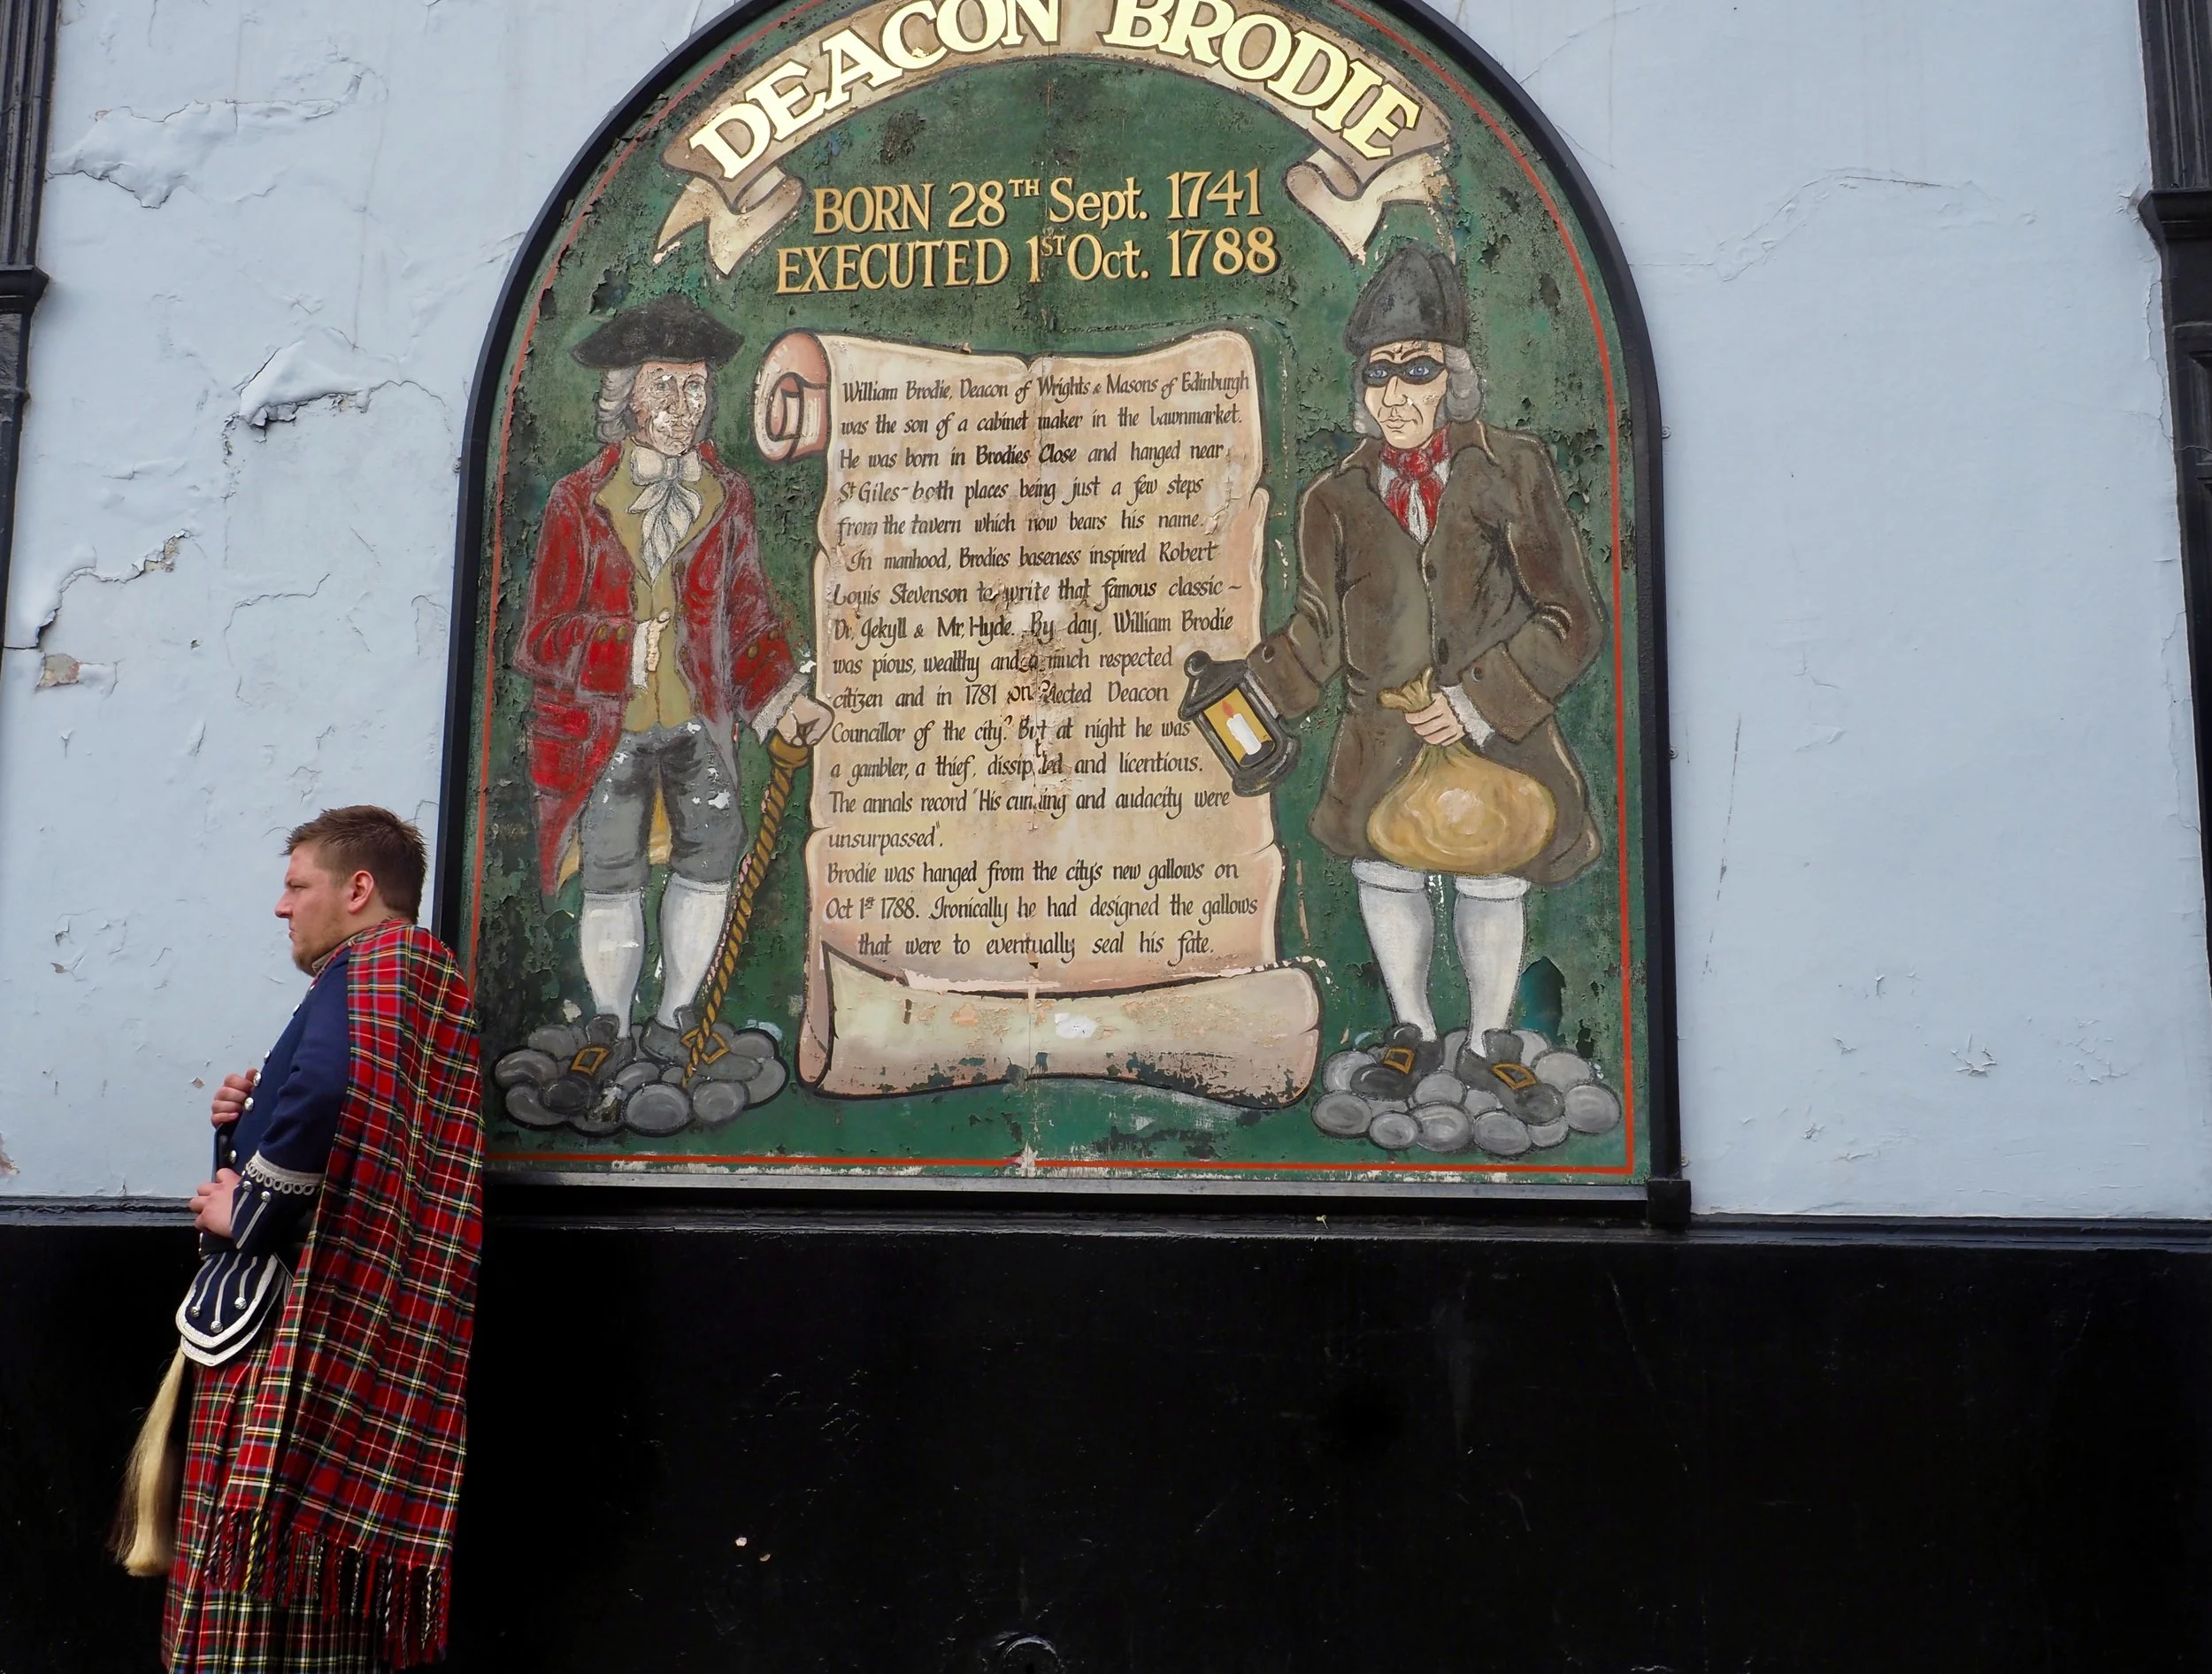 DEACON BRODIE
BORN 28TH Sept. 1741
EXECUTED 1ST Oct. 1788
William Brodie, Deacon of Wrights & Masons of Edinburgh
was the son of a cabinet maker in the Lawnmarket.
He was born in Brodies Close and hanged near
St Giles - both places being just a few steps
from the tavern which now bears his name.
In manhood, Brodies baseness inspired Robert
Louis Stevenson to write that famous classic ~
Dr. Jekyll & Mr. Hyde. By day, William Brodie
was pious, wealthy and a much respected
citizen and in 1781 Deacon
Councillor of the city. But at night he was
a gambler, a thief, and licentious.
The annals record 'His cunning and audacity were
unsurpassed".
Brodie was hanged from the city's new gallows on
Oct 1st 1788. Ironically he had designed the gallows
that were to eventually seal his fate.